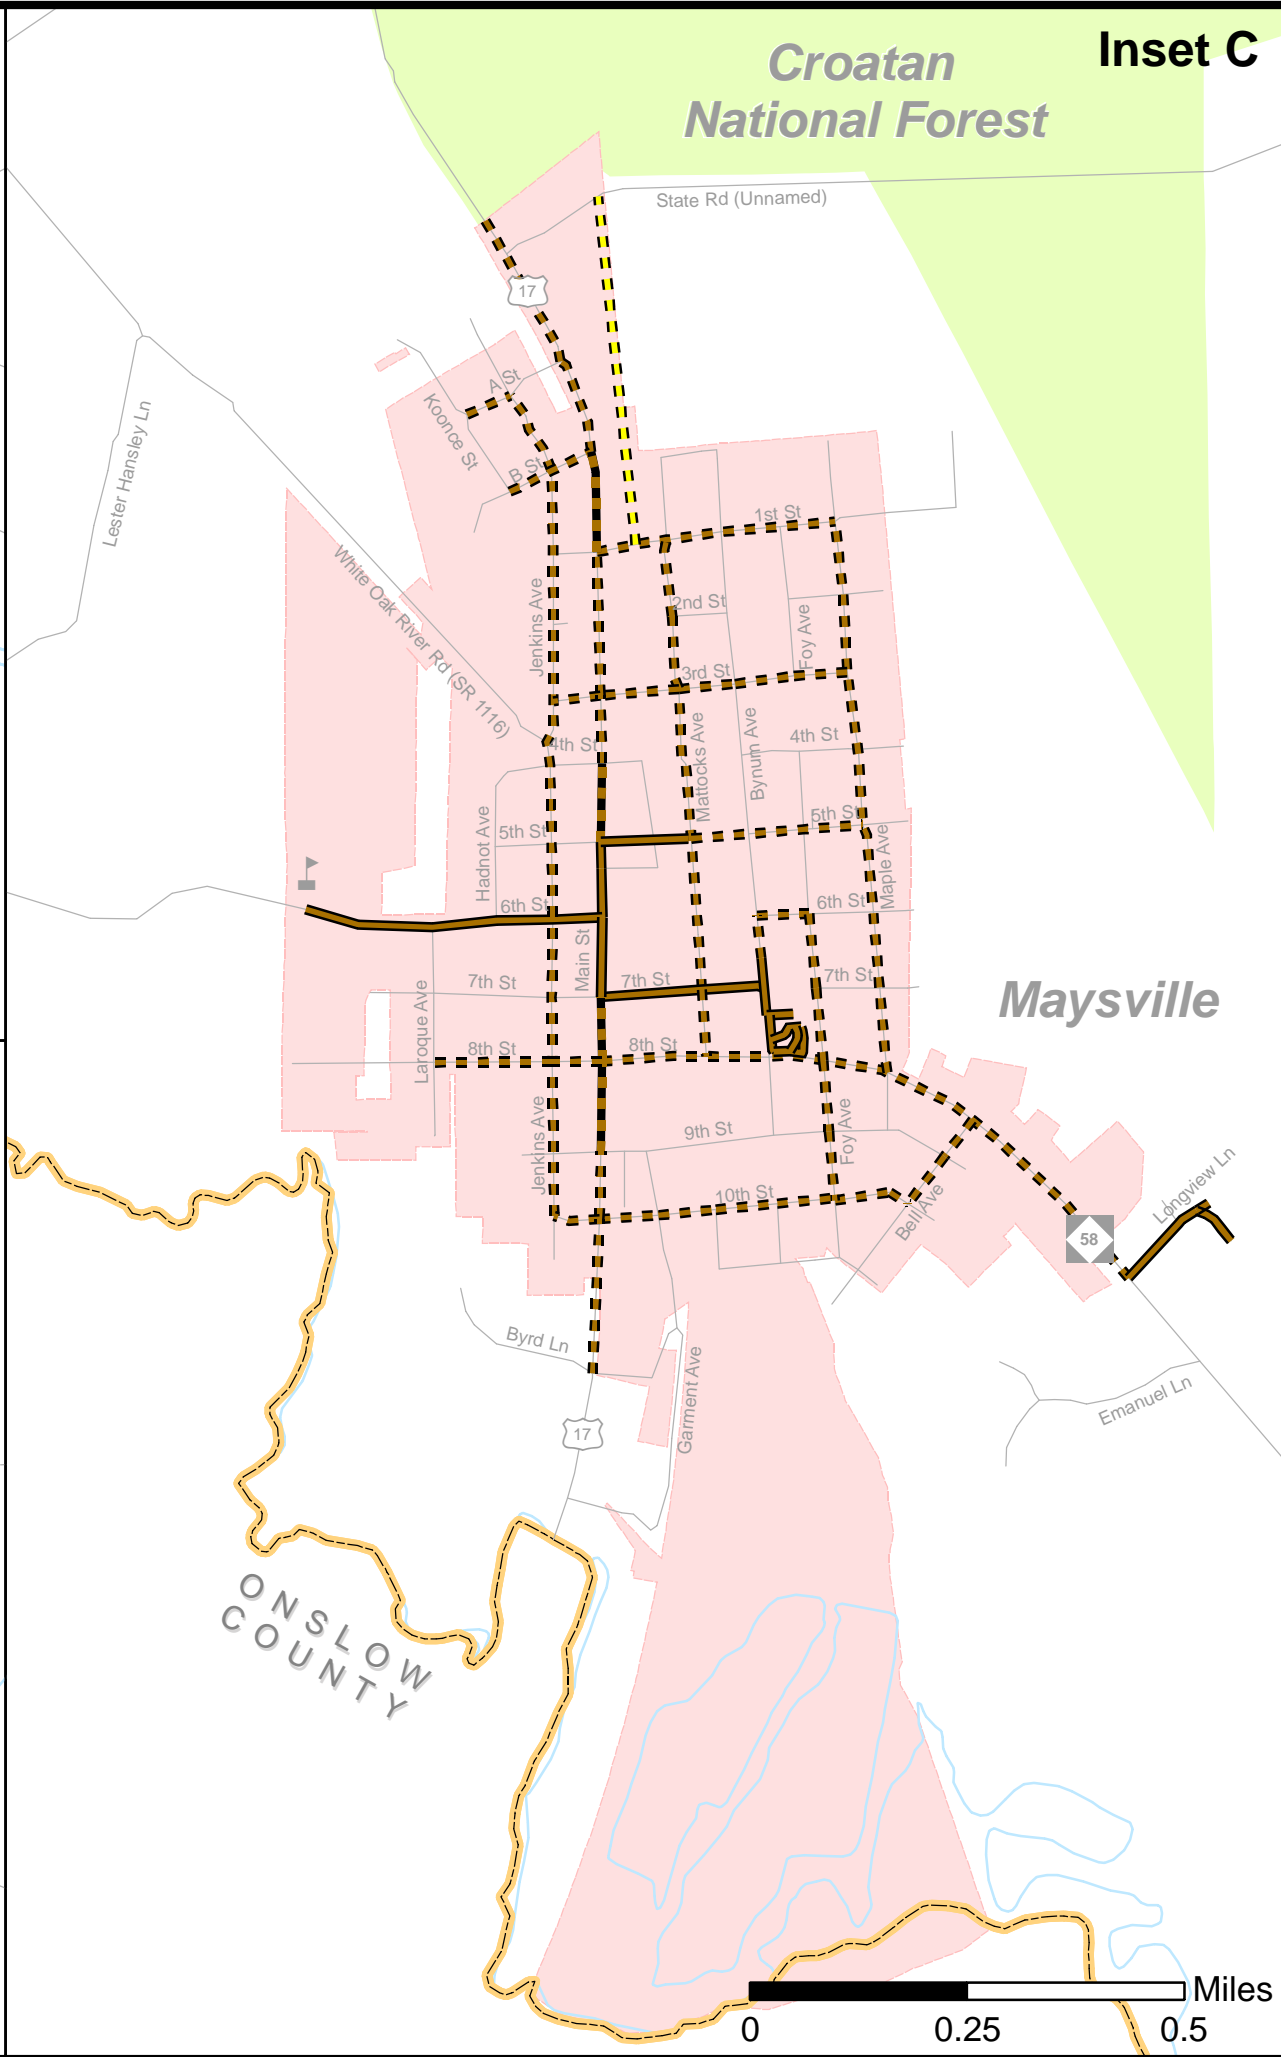 Inset C
Croatan
National Forest
State Rd (Unnamed)
17
A St
Koonce St
B St
Lester Hansley Ln
1st St
White Oak River Rd (SR 1116)
Jenkins Ave
2nd St
Foy Ave
3rd St
4th St
Mattocks Ave
Bynum Ave
4th St
Hadnot Ave
5th St
5th St
Maple Ave
6th St
6th St
Main St
7th St
7th St
7th St
Maysville
Laroque Ave
8th St
8th St
Jenkins Ave
9th St
Foy Ave
10th St
Bell Ave
Longview Ln
58
Byrd Ln
Garment Ave
Emanuel Ln
17
ONSLOW
COUNTY
Miles
0
0.25
0.5